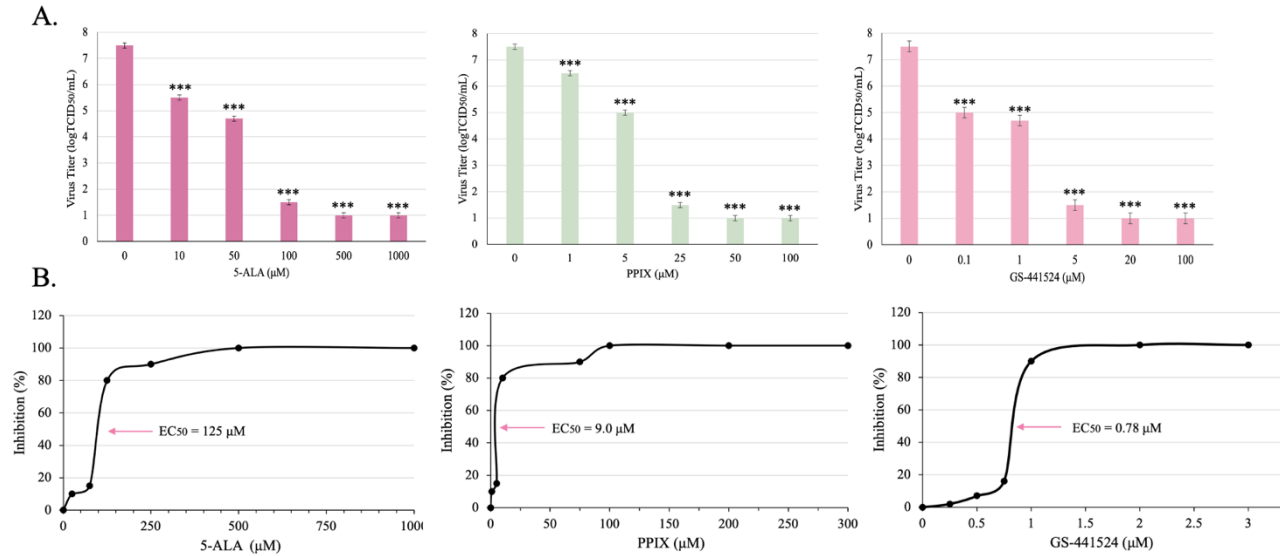 A.
Virus Titer (logTCID50/mL)
8
7
6
5
4
3
2
1
0
***
***
***
***
***
0 10 50 100 500 1000
5-ALA (μM)
Virus Titer (logTCID50/mL)
8
7
6
5
4
3
2
1
0
***
***
***
***
***
0 1 5 25 50 100
PPIX (μM)
Virus Titer (logTCID50/mL)
8
7
6
5
4
3
2
1
0
***
***
***
***
***
0 0.1 1 5 20 100
GS-441524 (μM)
B.
Inhibition (%)
120
100
80
60
40
20
0
EC50 = 125 μM
0 250 500 750 1000
5-ALA (μM)
Inhibition (%)
120
100
80
60
40
20
0
EC50 = 9.0 μM
0 50 100 150 200 250 300
PPIX (μM)
Inhibition (%)
120
100
80
60
40
20
0
EC50 = 0.78 μM
0 0.5 1 1.5 2 2.5 3
GS-441524 (μM)